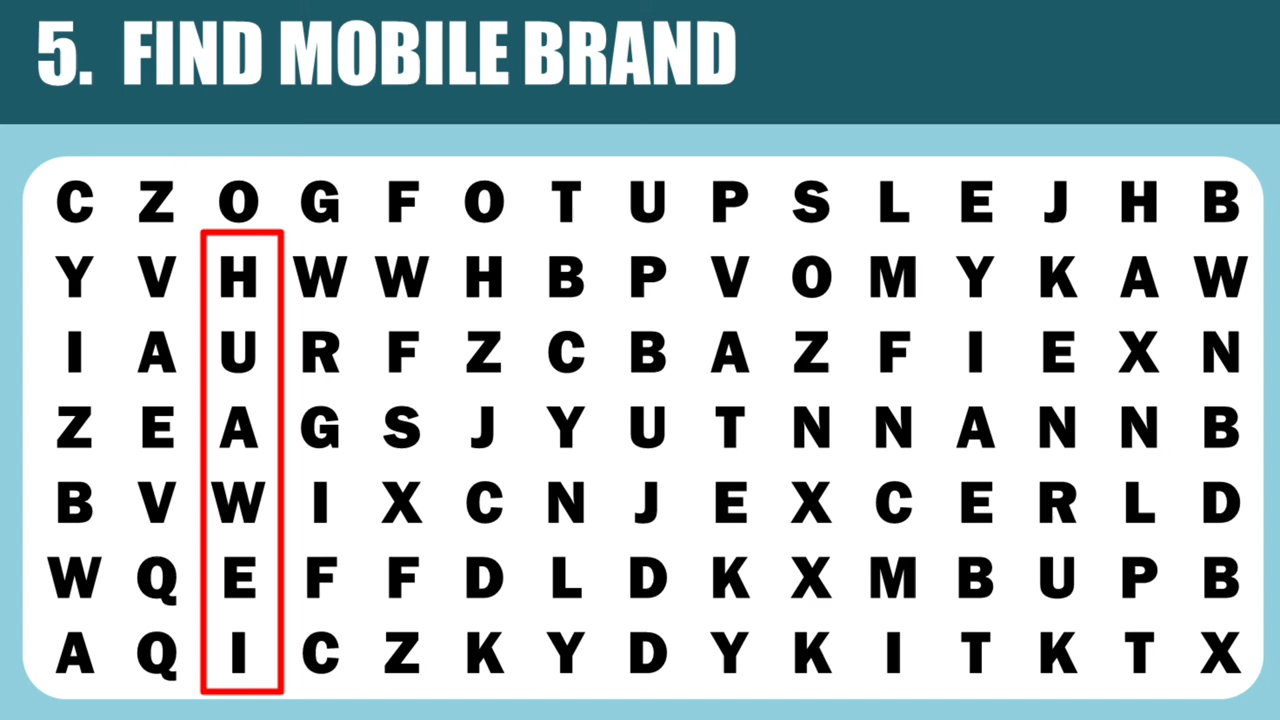 5. FIND MOBILE BRAND
C Z O G F O T U P S L E J H B
Y V H W W H B P V O M Y K A W
I A U R F Z C B A Z F I E X N
Z E A G S J Y U T N N A N N B
B V W I X C N J E X C E R L D
W Q E F F D L D K X M B U P B
A Q I C Z K Y D Y K I T K T X